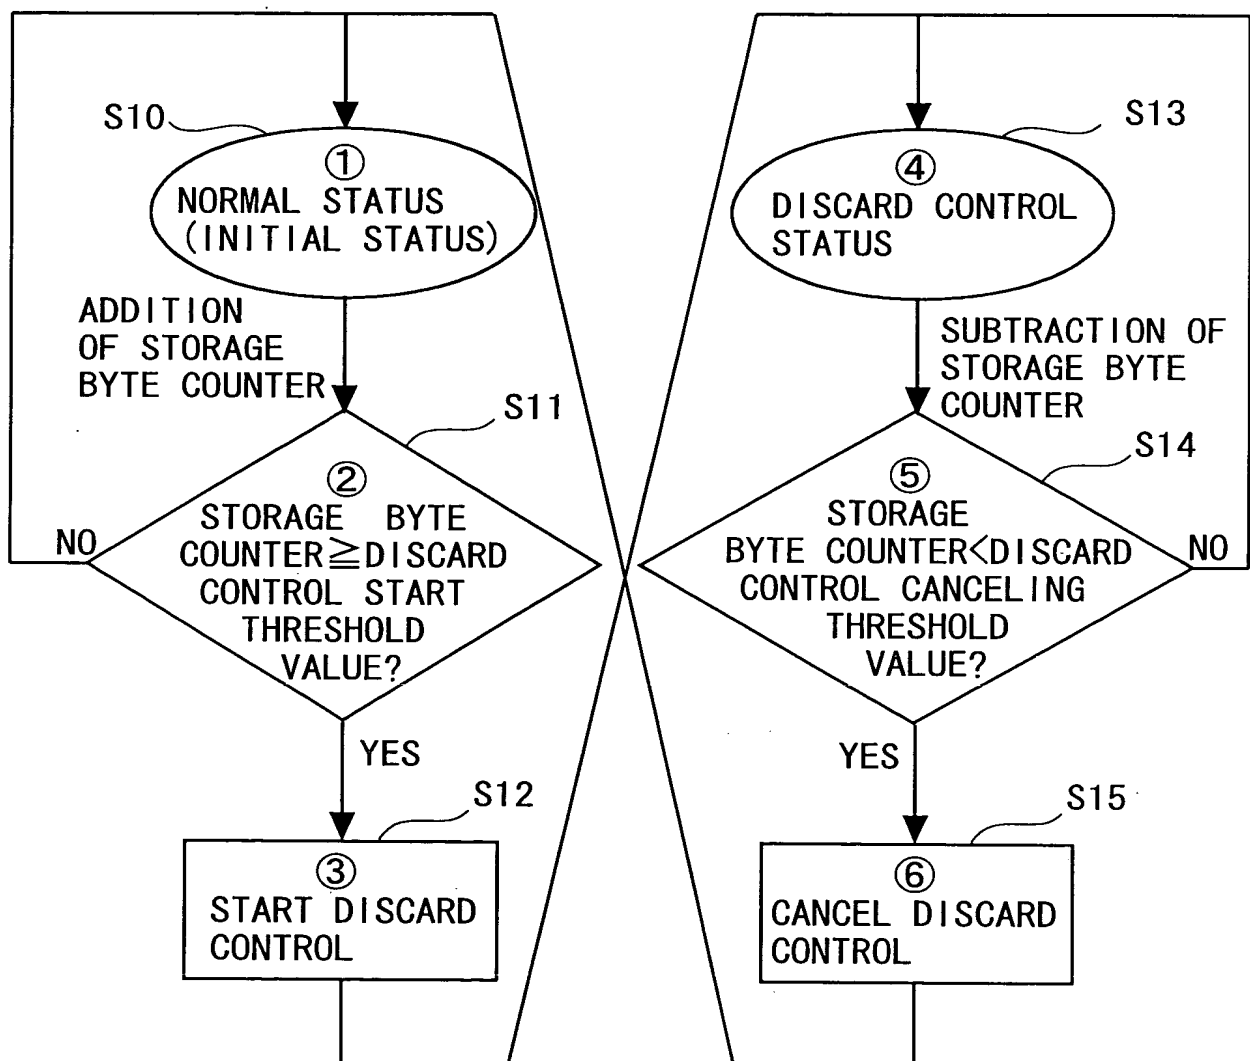 S10
①
NORMAL STATUS
(INITIAL STATUS)
ADDITION
OF STORAGE
BYTE COUNTER
S11
②
STORAGE BYTE
COUNTER≧DISCARD
CONTROL START
THRESHOLD
VALUE?
NO
YES
S12
③
START DISCARD
CONTROL
S13
④
DISCARD CONTROL
STATUS
SUBTRACTION OF
STORAGE BYTE
COUNTER
S14
⑤
STORAGE
BYTE COUNTER<DISCARD
CONTROL CANCELING
THRESHOLD
VALUE?
NO
YES
S15
⑥
CANCEL DISCARD
CONTROL